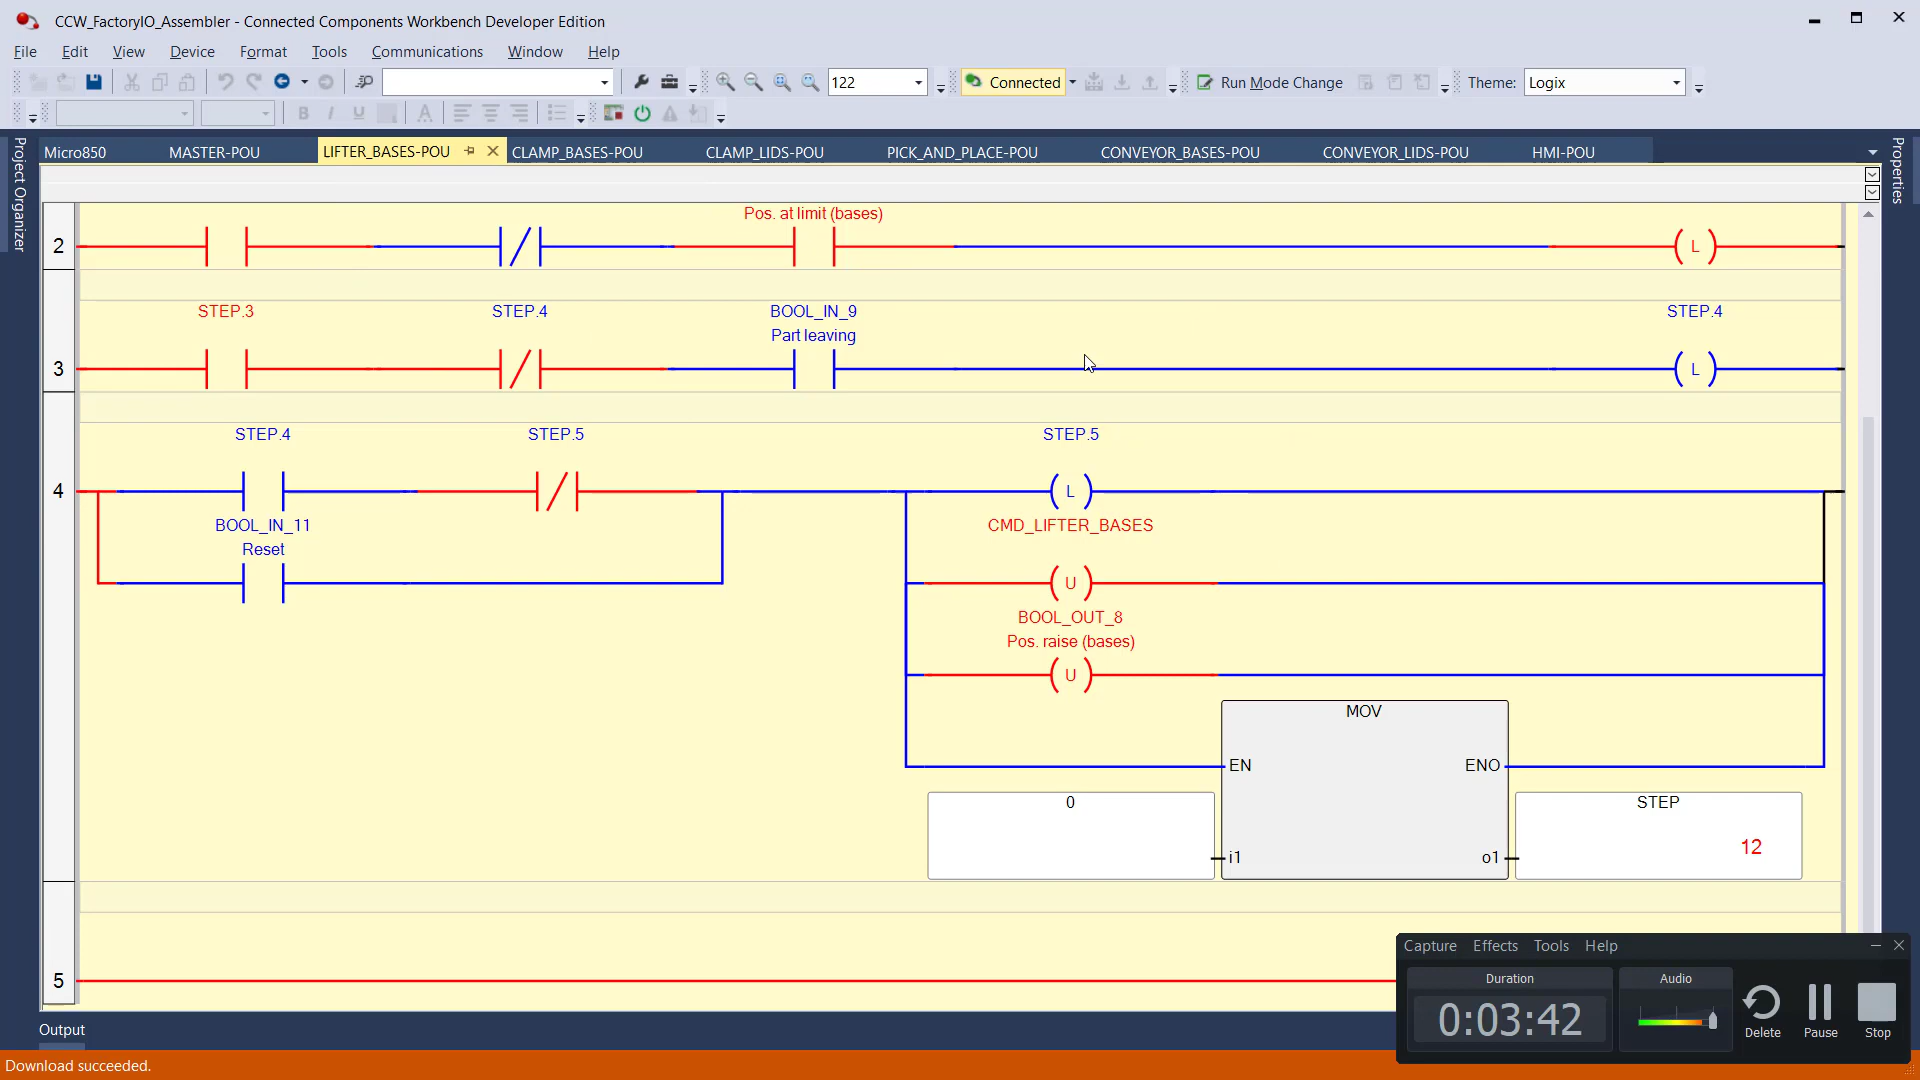 CCW_FactoryIO_Assembler - Connected Components Workbench Developer Edition
File Edit View Device Format Tools Communications Window Help
122 Connected Run Mode Change Theme: Logix
B I U A
Micro850 MASTER-POU LIFTER_BASES-POU CLAMP_BASES-POU CLAMP_LIDS-POU PICK_AND_PLACE-POU CONVEYOR_BASES-POU CONVEYOR_LIDS-POU HMI-POU
Project Organizer
Properties
Pos. at limit (bases)
2 L
STEP.3 STEP.4 BOOL_IN_9 STEP.4
Part leaving
3 L
STEP.4 STEP.5 STEP.5
4 L
BOOL_IN_11 CMD_LIFTER_BASES
Reset
U
BOOL_OUT_8
Pos. raise (bases)
U
MOV
EN ENO
0 STEP
12
i1 o1
5
Capture Effects Tools Help
Duration Audio
0:03:42
Delete Pause Stop
Output
Download succeeded.